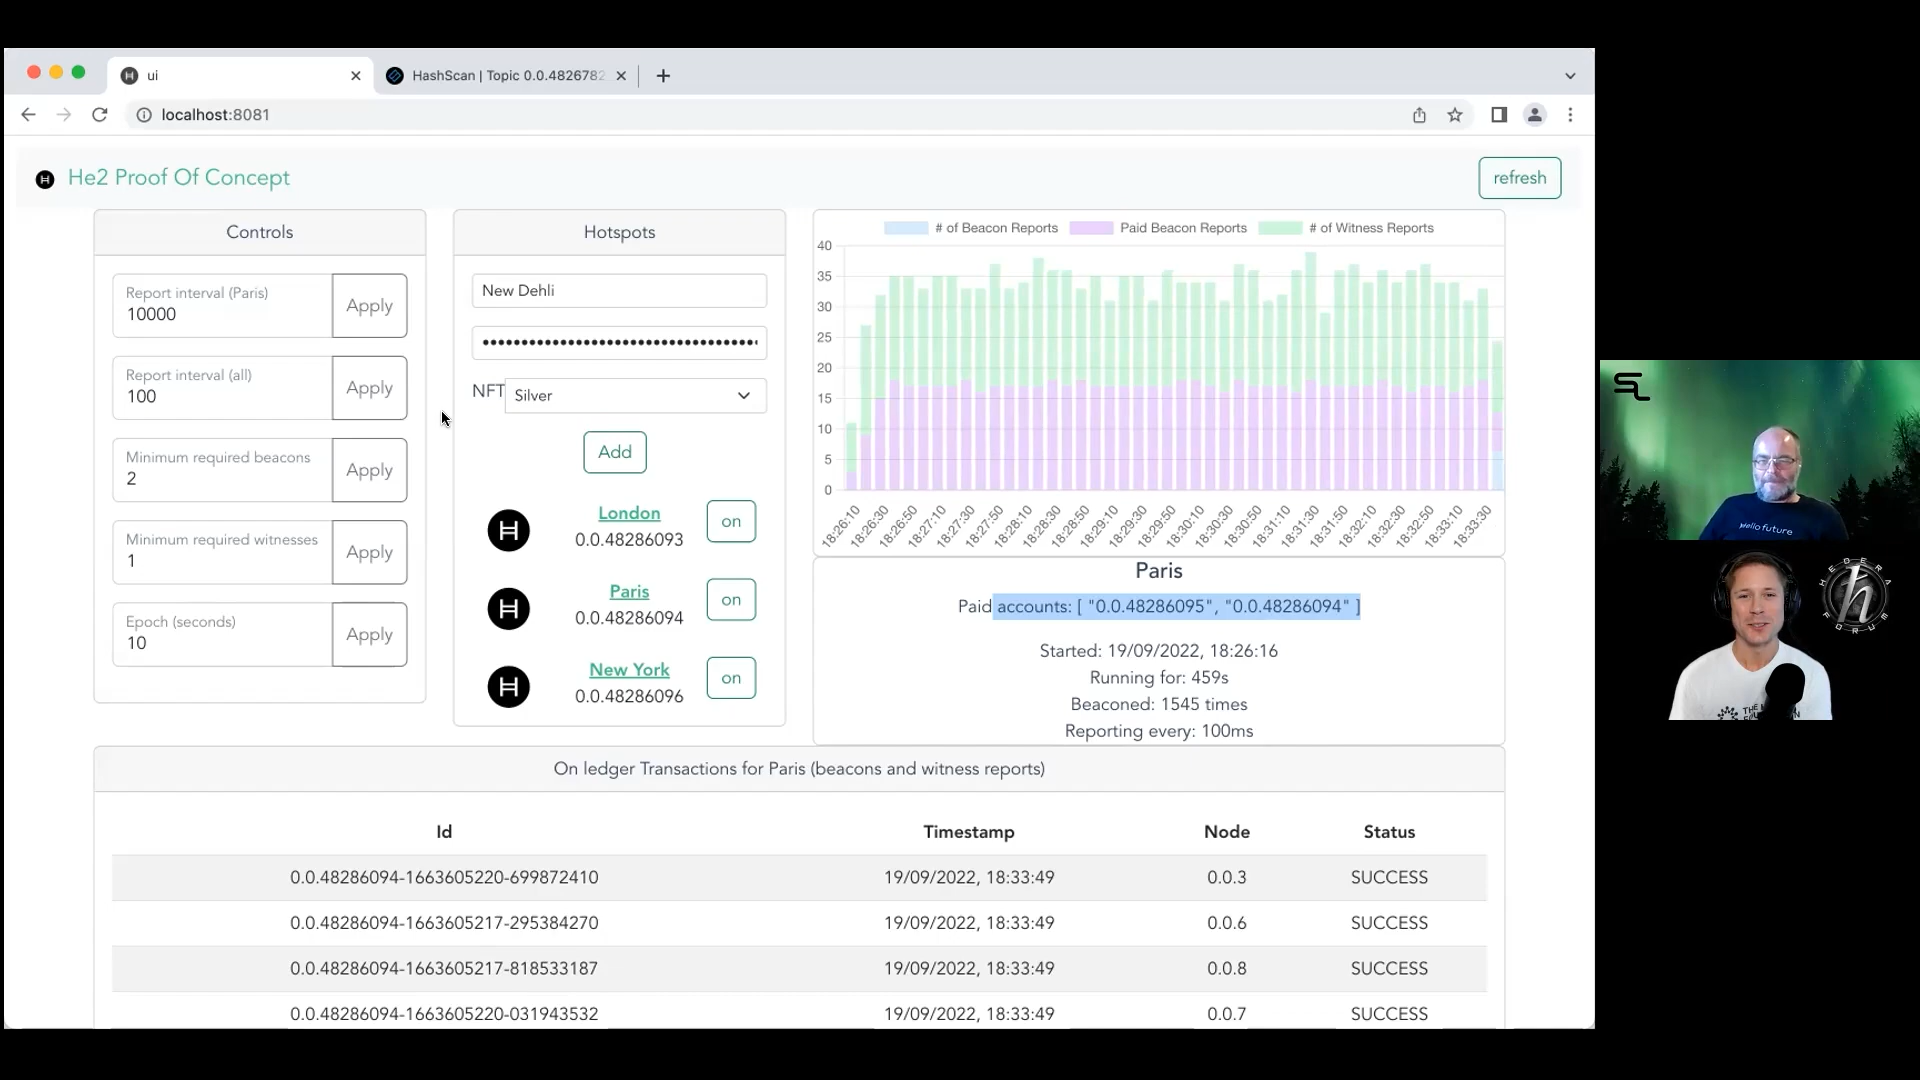 ui
HashScan | Topic 0.0.4826782
localhost:8081
He2 Proof Of Concept
refresh
Controls
Report interval (Paris)
10000
Apply
Report interval (all)
100
Apply
Minimum required beacons
2
Apply
Minimum required witnesses
1
Apply
Epoch (seconds)
10
Apply
Hotspots
New Dehli
••••••••••••••••••••••••••••••••••••
NFT Silver
Add
London
0.0.48286093
on
Paris
0.0.48286094
on
New York
0.0.48286096
on
# of Beacon Reports Paid Beacon Reports # of Witness Reports
40
35
30
25
20
15
10
5
0
18:26:10 18:26:30 18:26:50 18:27:10 18:27:30 18:27:50 18:28:10 18:28:30 18:28:50 18:29:10 18:29:30 18:29:50 18:30:10 18:30:30 18:30:50 18:31:10 18:31:30 18:31:50 18:32:10 18:32:30 18:32:50 18:33:10 18:33:30
Paris
Paid accounts: [ "0.0.48286095", "0.0.48286094" ]
Started: 19/09/2022, 18:26:16
Running for: 459s
Beaconed: 1545 times
Reporting every: 100ms
On ledger Transactions for Paris (beacons and witness reports)
Id Timestamp Node Status
0.0.48286094-1663605220-699872410 19/09/2022, 18:33:49 0.0.3 SUCCESS
0.0.48286094-1663605217-295384270 19/09/2022, 18:33:49 0.0.6 SUCCESS
0.0.48286094-1663605217-818533187 19/09/2022, 18:33:49 0.0.8 SUCCESS
0.0.48286094-1663605220-031943532 19/09/2022, 18:33:49 0.0.7 SUCCESS
SL
Hello future
HEDERA
FORUM
THE